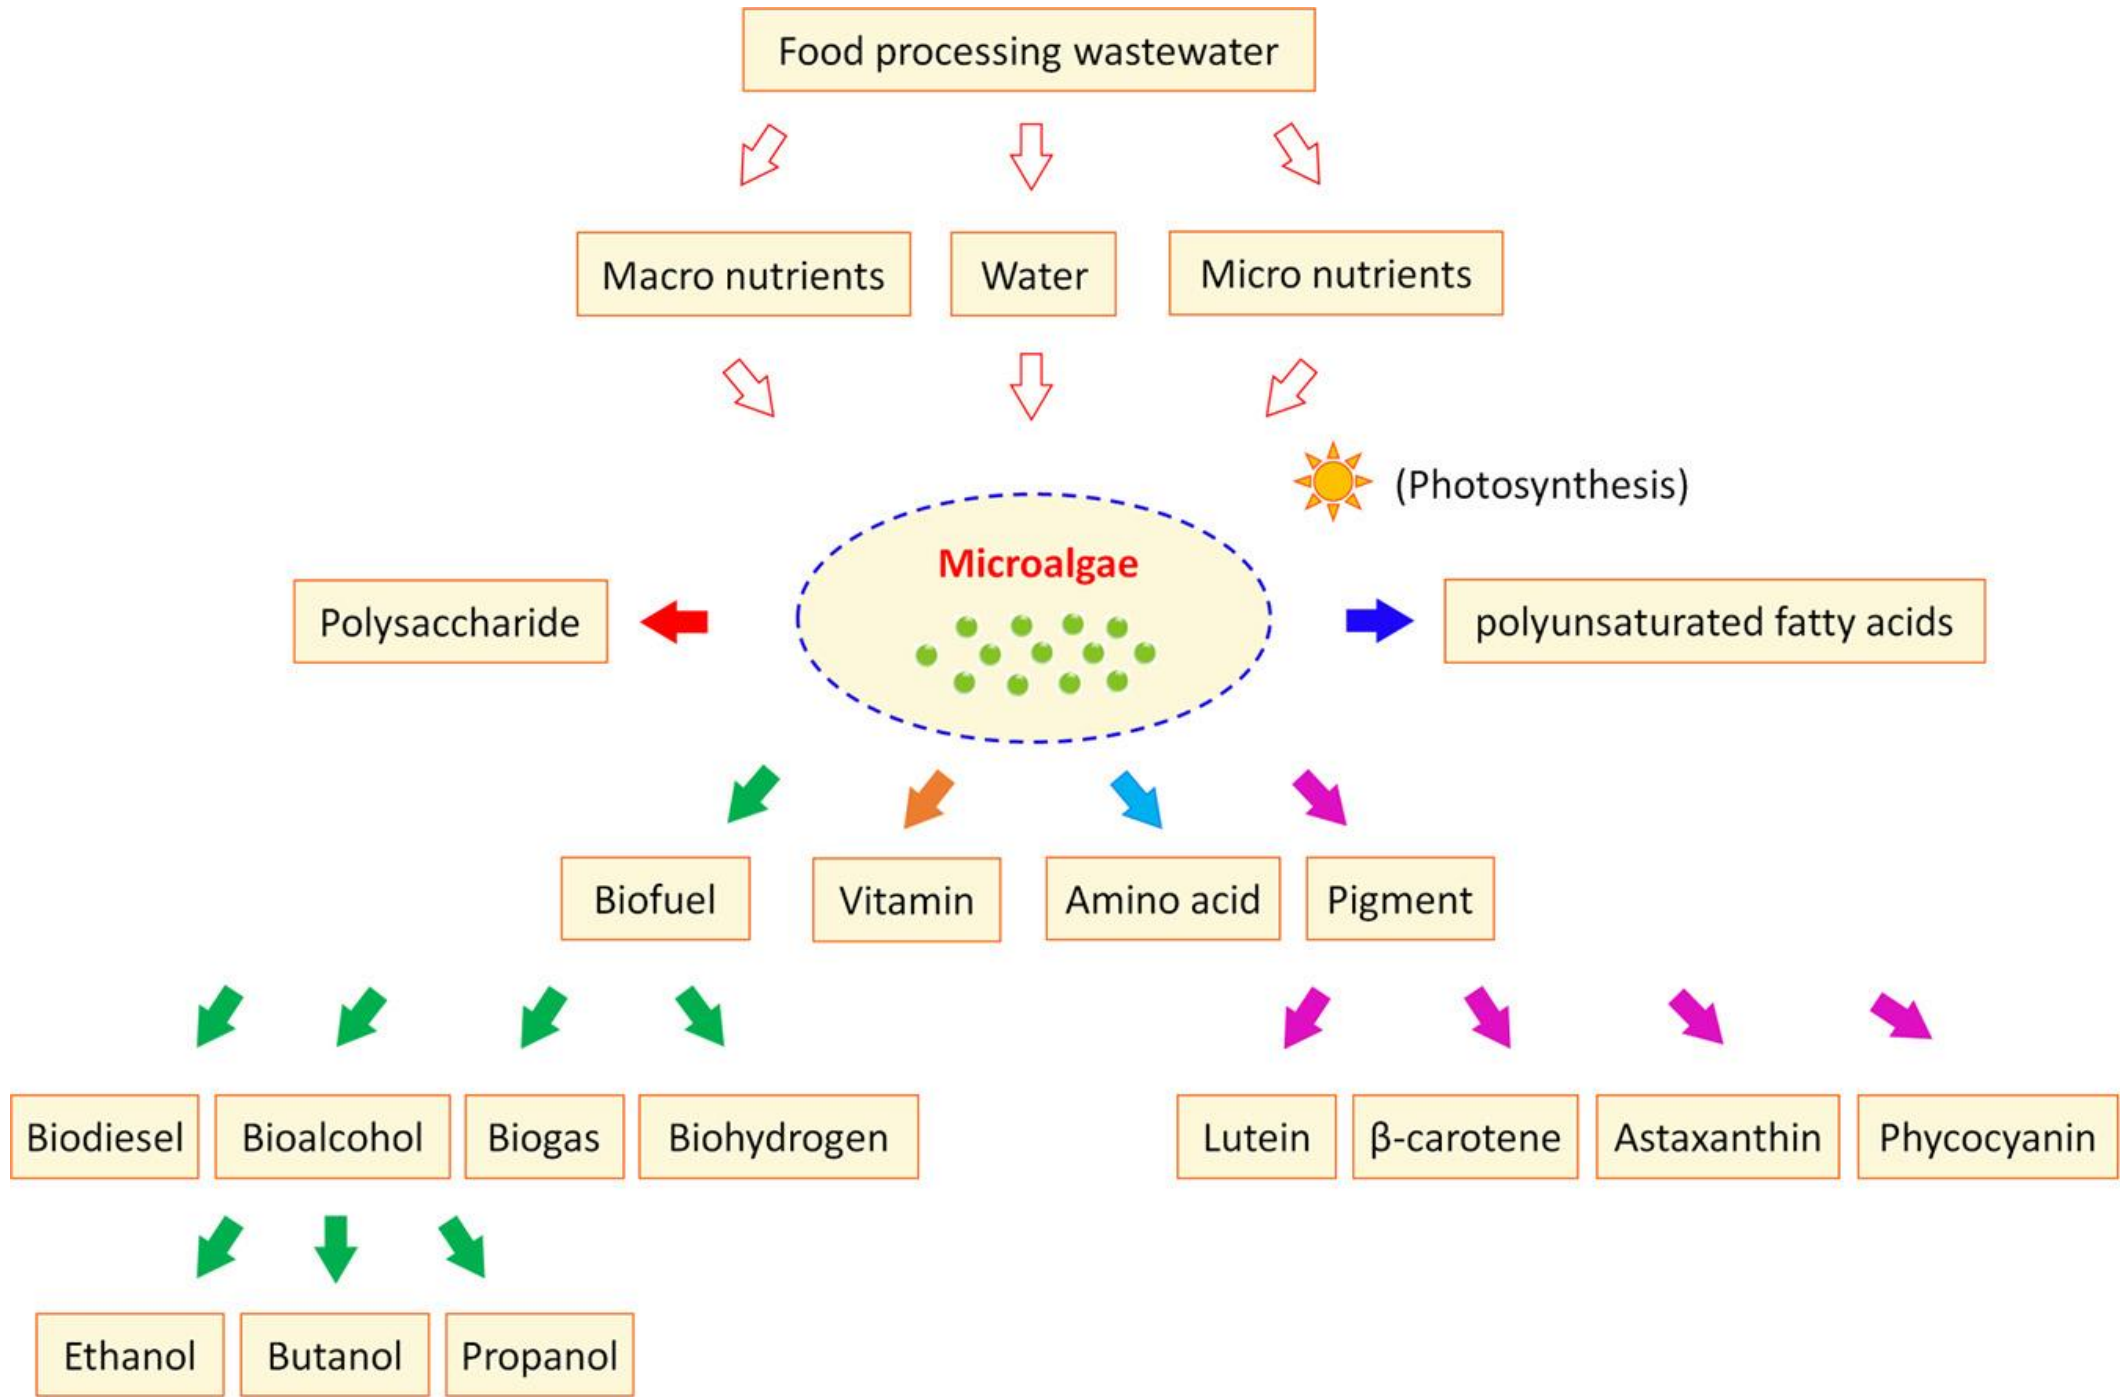 Food processing wastewater
Macro nutrients
Water
Micro nutrients
(Photosynthesis)
Microalgae
Polysaccharide
polyunsaturated fatty acids
Biofuel
Vitamin
Amino acid
Pigment
Biodiesel
Bioalcohol
Biogas
Biohydrogen
Lutein
β-carotene
Astaxanthin
Phycocyanin
Ethanol
Butanol
Propanol